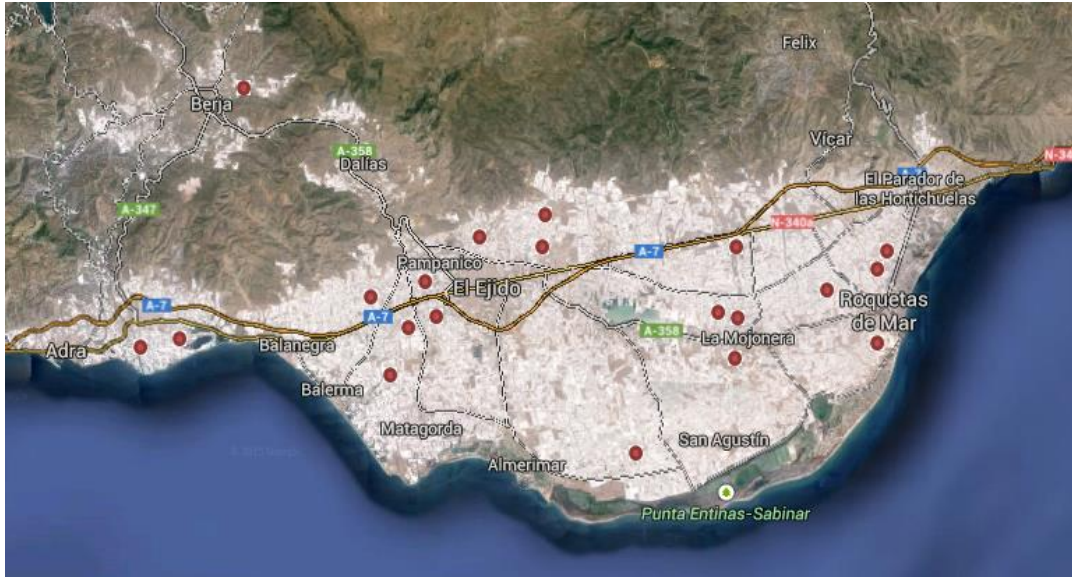 Felix
Berja
Vícar
A-358
Dalías
El Parador de
las Hortichuelas
A-347
N-340a
A-7
Pampanico
El Ejido
A-7
A-7
Roquetas
de Mar
A-358
La Mojonera
Adra
Balanegra
Balerma
Matagorda
San Agustín
Almerimar
Punta Entinas-Sabinar